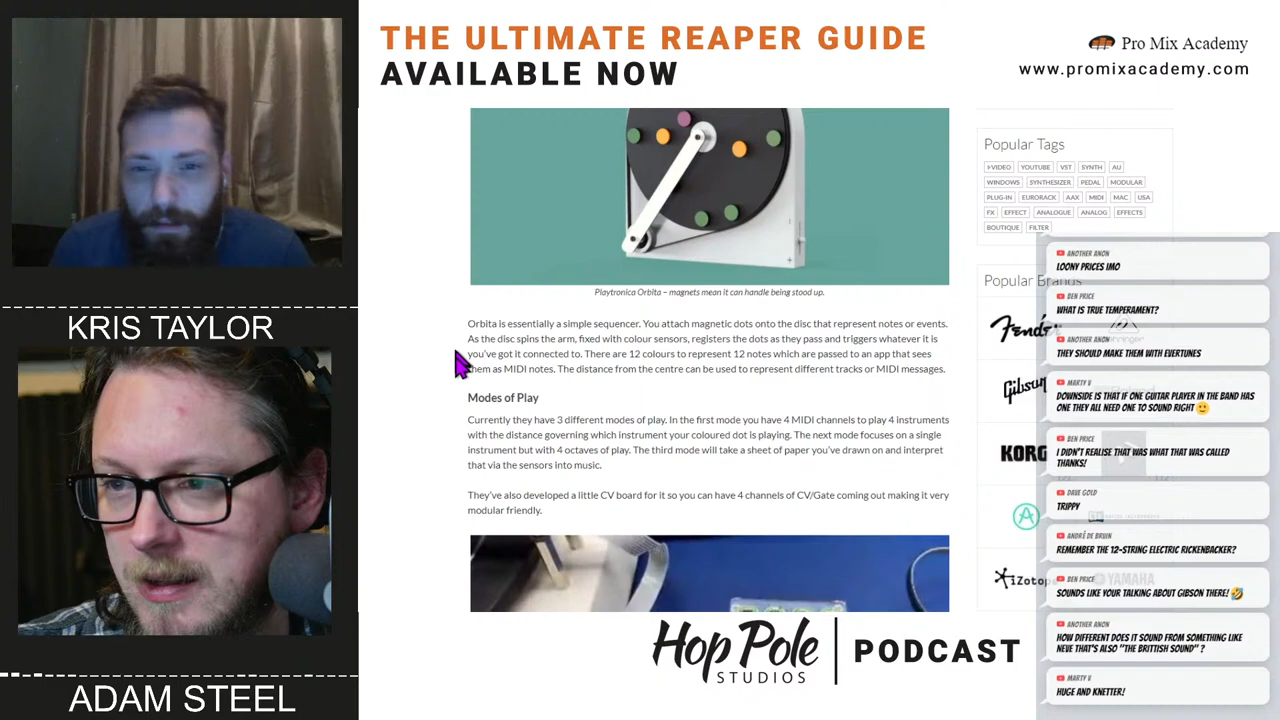 THE ULTIMATE REAPER GUIDE
AVAILABLE NOW
Pro Mix Academy
www.promixacademy.com
KRIS TAYLOR
ADAM STEEL
Playtronica Orbita – magnets mean it can handle being stood up.
Orbita is essentially a simple sequencer. You attach magnetic dots onto the disc that represent notes or events.
As the disc spins the arm, fixed with colour sensors, registers the dots as they pass and triggers whatever it is
you've got it connected to. There are 12 colours to represent 12 notes which are passed to an app that sees
them as MIDI notes. The distance from the centre can be used to represent different tracks or MIDI messages.
Modes of Play
Currently they have 3 different modes of play. In the first mode you have 4 MIDI channels to play 4 instruments
with the distance governing which instrument your coloured dot is playing. The next mode focuses on a single
instrument but with 4 octaves of play. The third mode will take a sheet of paper you've drawn on and interpret
that via the sensors into music.
They've also developed a little CV board for it so you can have 4 channels of CV/Gate coming out making it very
modular friendly.
Popular Tags
VIDEO YOUTUBE VST SYNTH AU
WINDOWS SYNTHESIZER PEDAL MODULAR
PLUG-IN EURORACK AAX MIDI MAC USA
FX EFFECT ANALOGUE ANALOG EFFECTS
BOUTIQUE FILTER
Popular Brands
Fender
Gibson
KORG
iZotope
YAMAHA
ANOTHER ANON
LOONY PRICES IMO
BEN PRICE
WHAT IS TRUE TEMPERAMENT?
ANOTHER ANON
THEY SHOULD MAKE THEM WITH EVERTUNES
MARTY V
DOWNSIDE IS THAT IF ONE GUITAR PLAYER IN THE BAND HAS
ONE THEY ALL NEED ONE TO SOUND RIGHT
BEN PRICE
I DIDN'T REALISE THAT WAS WHAT THAT WAS CALLED
THANKS!
DAVE GOLD
TRIPPY
ANDRÉ DE BRUIN
REMEMBER THE 12-STRING ELECTRIC RICKENBACKER?
BEN PRICE
SOUNDS LIKE YOUR TALKING ABOUT GIBSON THERE! 🤣
ANOTHER ANON
HOW DIFFERENT DOES IT SOUND FROM SOMETHING LIKE
NEVE THAT'S ALSO "THE BRITTISH SOUND" ?
MARTY V
HUGE AND KNETTER!
Hop Pole
STUDIOS
PODCAST